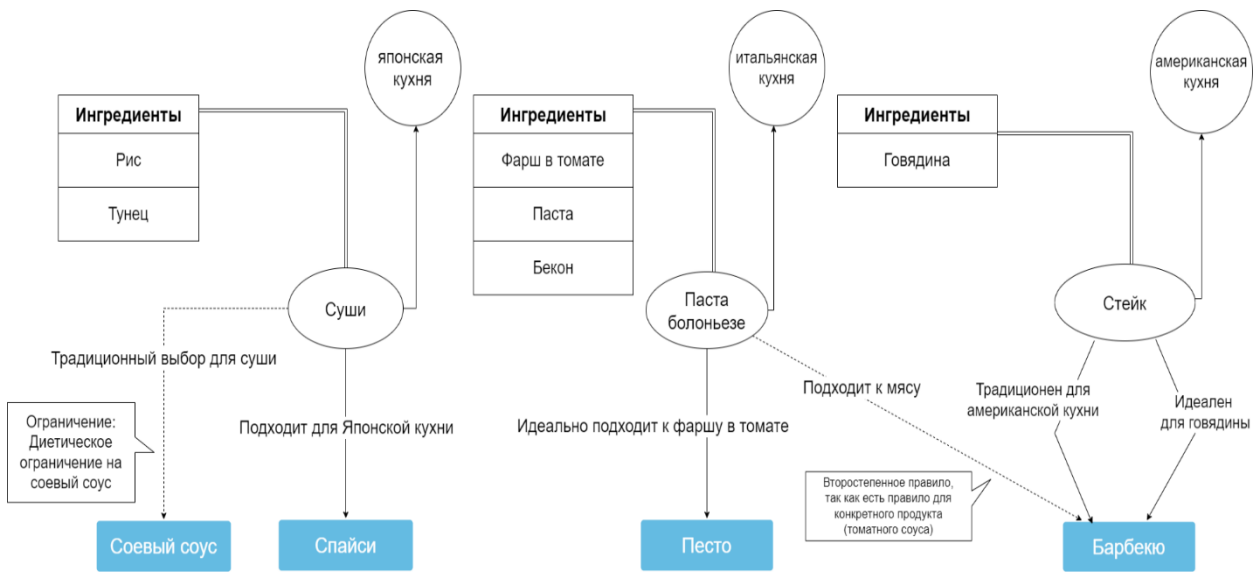 японская
кухня
итальянская
кухня
американская
кухня
Ингредиенты
Рис
Тунец
Ингредиенты
Фарш в томате
Паста
Бекон
Ингредиенты
Говядина
Суши
Паста
болоньезе
Стейк
Традиционный выбор для суши
Ограничение:
Диетическое
ограничение на
соевый соус
Подходит для Японской кухни
Идеально подходит к фаршу в томате
Подходит к мясу
Традиционен для
американской кухни
Идеален
для говядины
Второстепенное правило,
так как есть правило для
конкретного продукта
(томатного соуса)
Соевый соус
Спайси
Песто
Барбекю